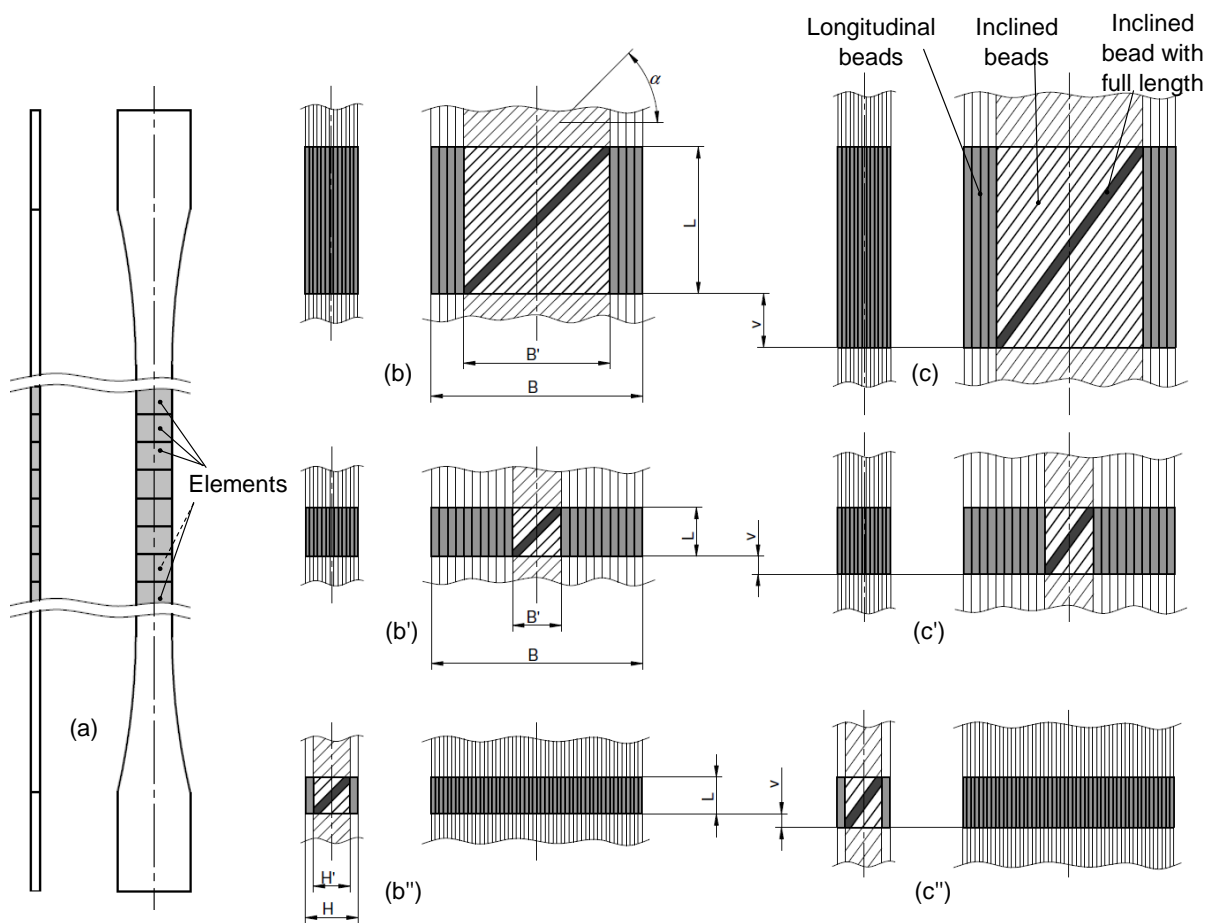 Longitudinal
beads
Inclined
beads
Inclined
bead with
full length
α
L
v
B'
(b)
(c)
B
Elements
L
v
B'
(b')
(c')
B
(a)
L
v
H'
(b'')
(c'')
H